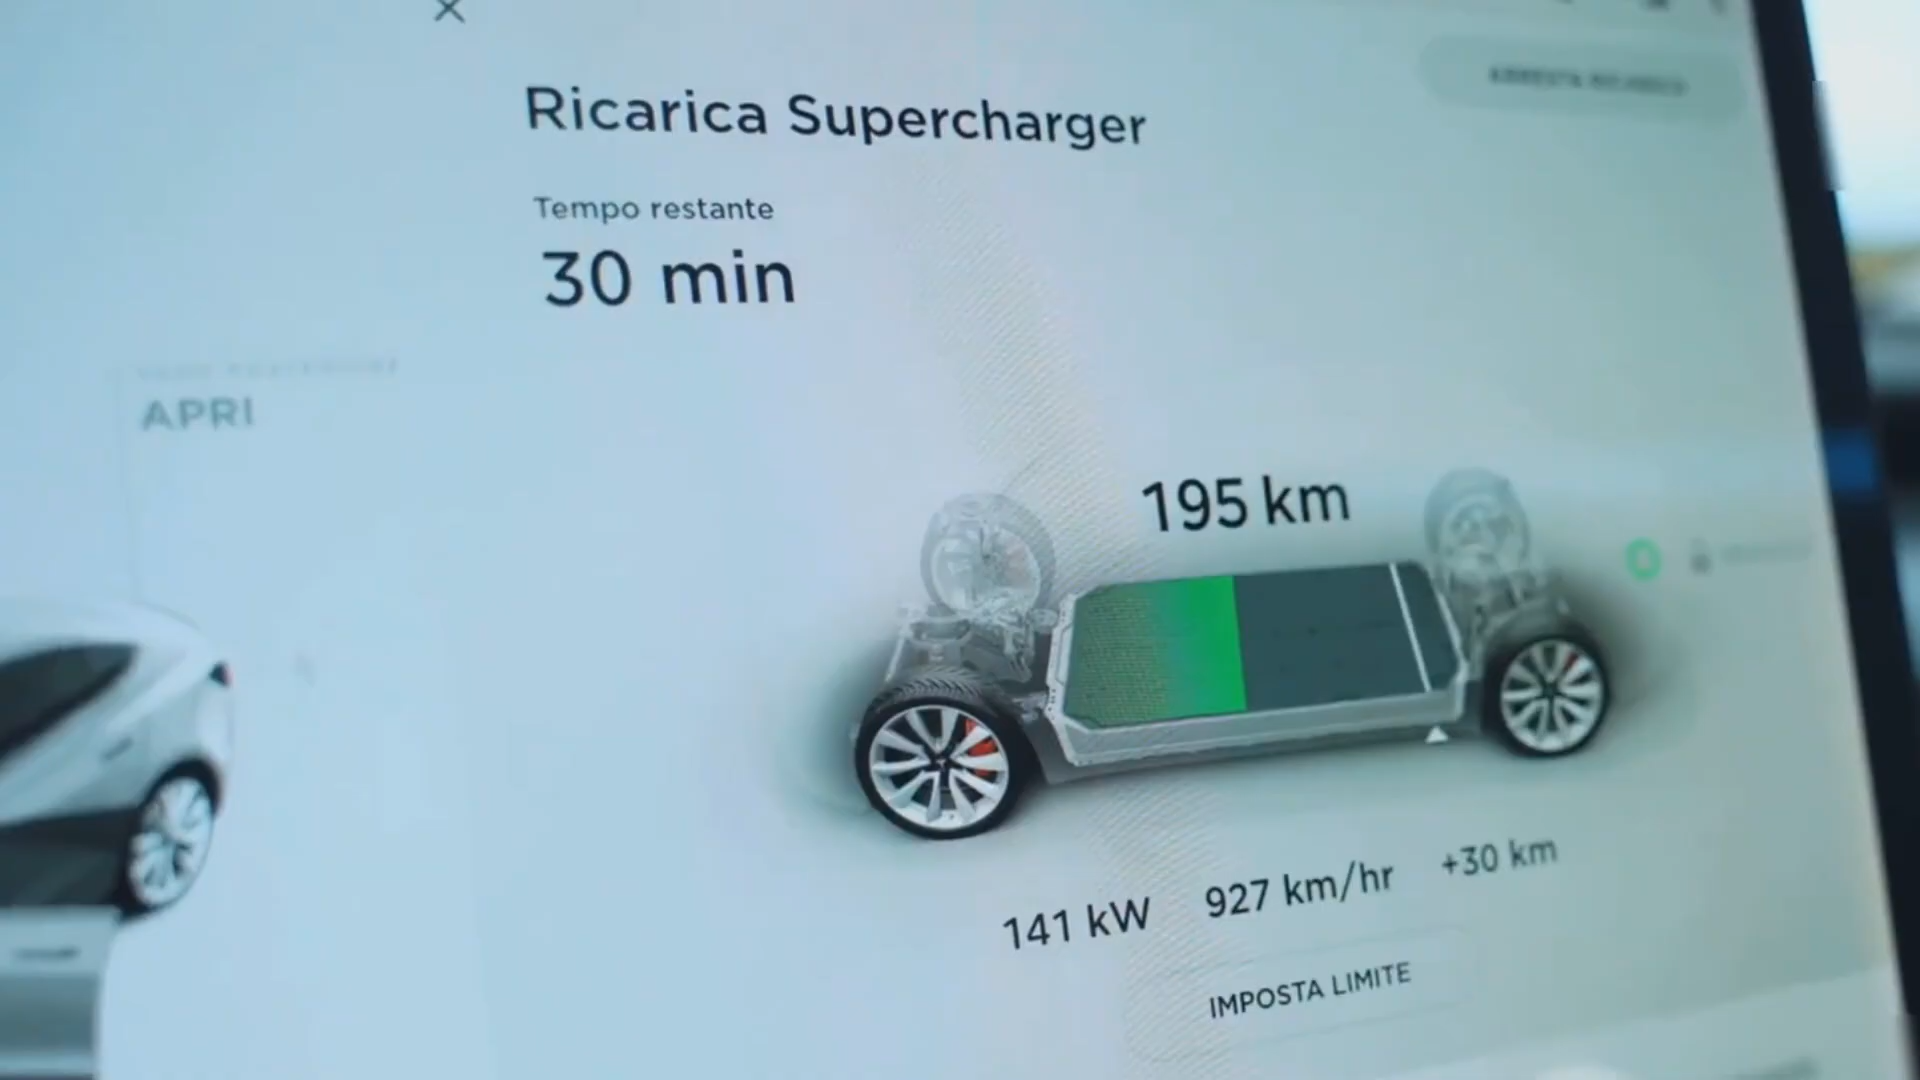 Ricarica Supercharger
Tempo restante
30 min
APRI
195 km
141 kW 927 km/hr +30 km
IMPOSTA LIMITE